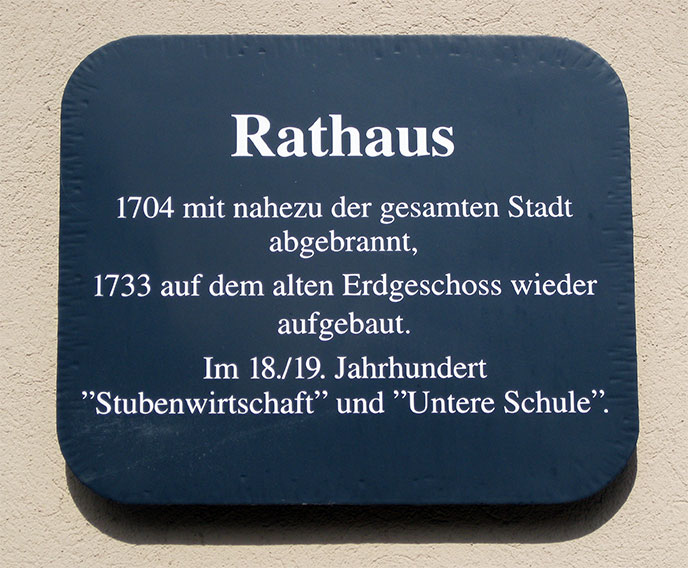 Rathaus
1704 mit nahezu der gesamten Stadt
abgebrannt,
1733 auf dem alten Erdgeschoss wieder
aufgebaut.
Im 18./19. Jahrhundert
”Stubenwirtschaft” und ”Untere Schule”.